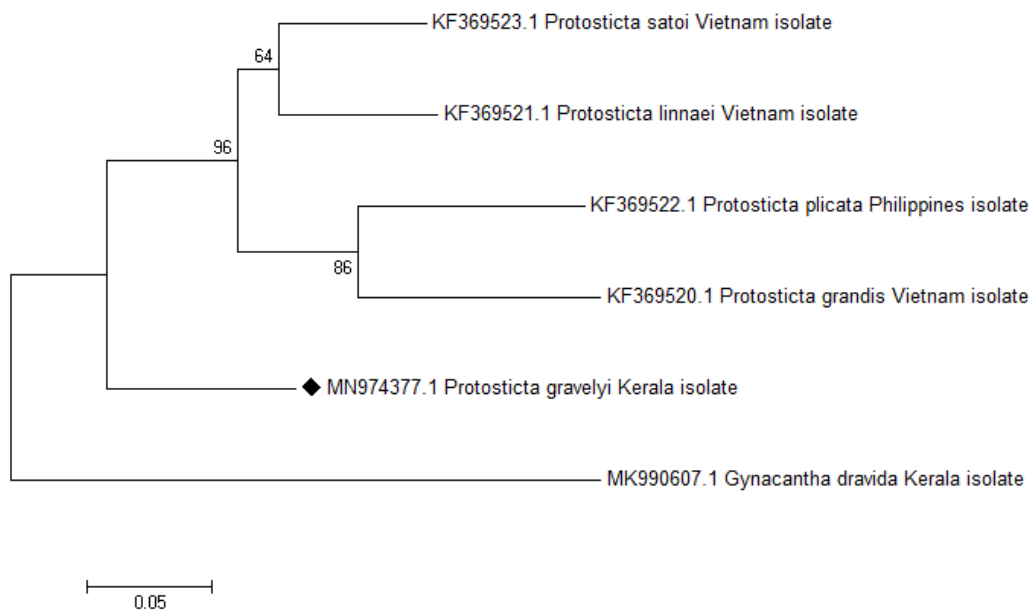 KF369523.1 Protosticta satoi Vietnam isolate
64
KF369521.1 Protosticta linnaei Vietnam isolate
96
KF369522.1 Protosticta plicata Philippines isolate
86
KF369520.1 Protosticta grandis Vietnam isolate
MN974377.1 Protosticta gravelyi Kerala isolate
MK990607.1 Gynacantha dravida Kerala isolate
0.05